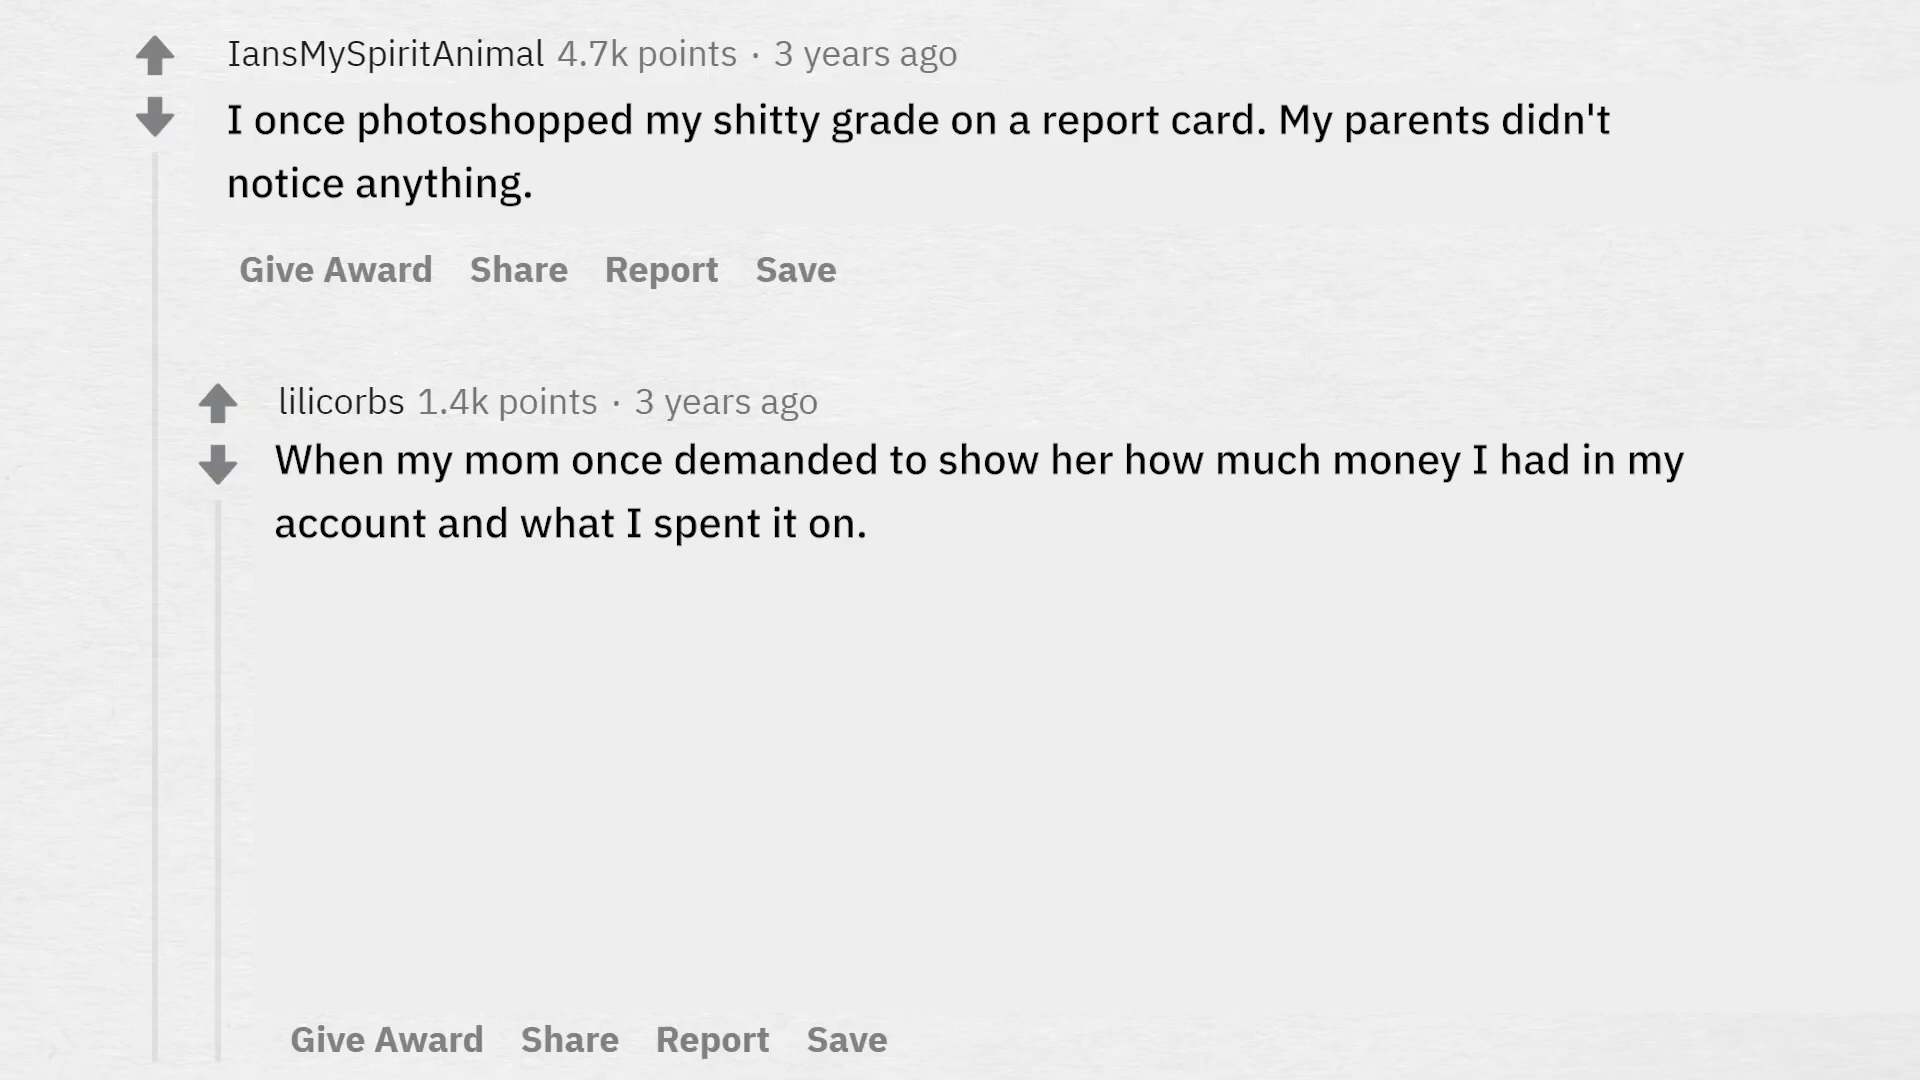 IansMySpiritAnimal 4.7k points · 3 years ago
I once photoshopped my shitty grade on a report card. My parents didn't
notice anything.
Give Award Share Report Save
lilicorbs 1.4k points · 3 years ago
When my mom once demanded to show her how much money I had in my
account and what I spent it on.
Give Award Share Report Save